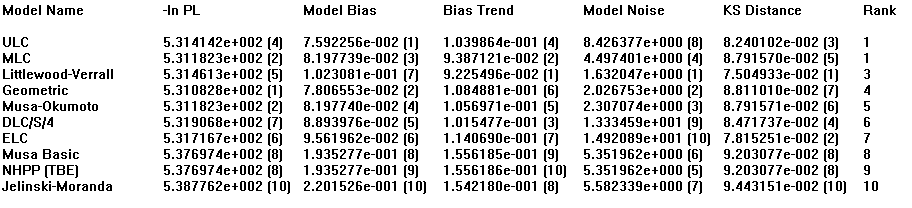 Model Name -ln PL Model Bias Bias Trend Model Noise KS Distance Rank
ULC 5.314142e+002 (4) 7.592256e-002 (1) 1.039864e-001 (4) 8.426377e+000 (8) 8.240102e-002 (3) 1
MLC 5.311823e+002 (2) 8.197739e-002 (3) 9.387121e-002 (2) 4.497401e+000 (4) 8.791570e-002 (5) 1
Littlewood-Verrall 5.314613e+002 (5) 1.023081e-001 (7) 9.225496e-002 (1) 1.632047e+000 (1) 7.504933e-002 (1) 3
Geometric 5.310828e+002 (1) 7.806553e-002 (2) 1.084881e-001 (6) 2.026753e+000 (2) 8.811010e-002 (7) 4
Musa-Okumoto 5.311823e+002 (2) 8.197740e-002 (4) 1.056971e-001 (5) 2.307074e+000 (3) 8.791571e-002 (6) 5
DLC/S/4 5.319068e+002 (7) 8.893976e-002 (5) 1.015477e-001 (3) 1.333459e+001 (9) 8.471737e-002 (4) 6
ELC 5.317167e+002 (6) 9.561962e-002 (6) 1.140690e-001 (7) 1.492089e+001 (10) 7.815251e-002 (2) 7
Musa Basic 5.376974e+002 (8) 1.935277e-001 (8) 1.556185e-001 (9) 5.351962e+000 (6) 9.203077e-002 (8) 8
NHPP (TBE) 5.376974e+002 (8) 1.935277e-001 (9) 1.556186e-001 (10) 5.351962e+000 (5) 9.203077e-002 (8) 9
Jelinski-Moranda 5.387762e+002 (10) 2.201526e-001 (10) 1.542180e-001 (8) 5.582339e+000 (7) 9.443151e-002 (10) 10